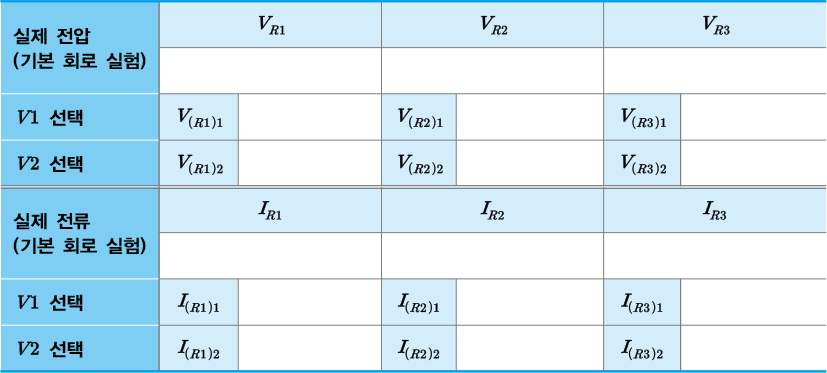 실제 전압
(기본 회로 실험)
V_{R1} V_{R2} V_{R3}
V1 선택 V_{(R1)1} V_{(R2)1} V_{(R3)1}
V2 선택 V_{(R1)2} V_{(R2)2} V_{(R3)2}
실제 전류
(기본 회로 실험)
I_{R1} I_{R2} I_{R3}
V1 선택 I_{(R1)1} I_{(R2)1} I_{(R3)1}
V2 선택 I_{(R1)2} I_{(R2)2} I_{(R3)2}